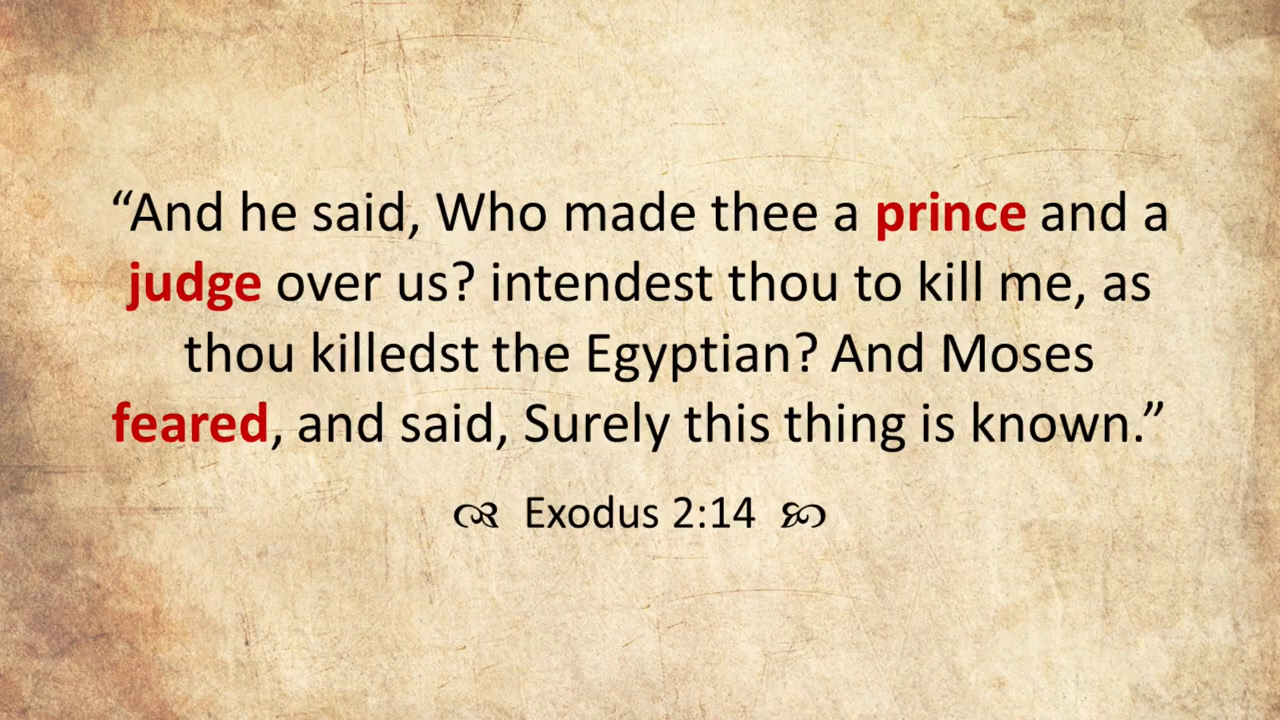 “And he said, Who made thee a prince and a
judge over us? intendest thou to kill me, as
thou killedst the Egyptian? And Moses
feared, and said, Surely this thing is known.”
Exodus 2:14